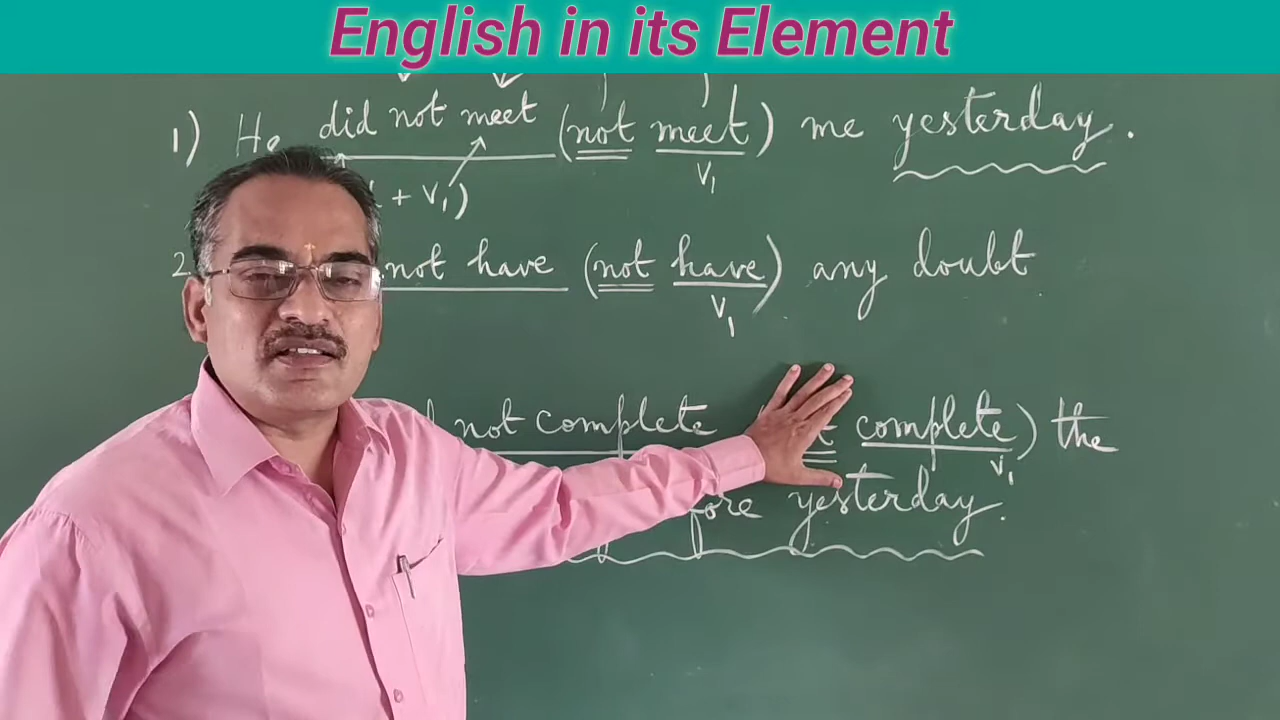 English in its Element
1) He did not meet (not meet) me yesterday.
V1
+ V1)
2 not have (not have) any doubt
V1
not complete complete) the
V1
yesterday.